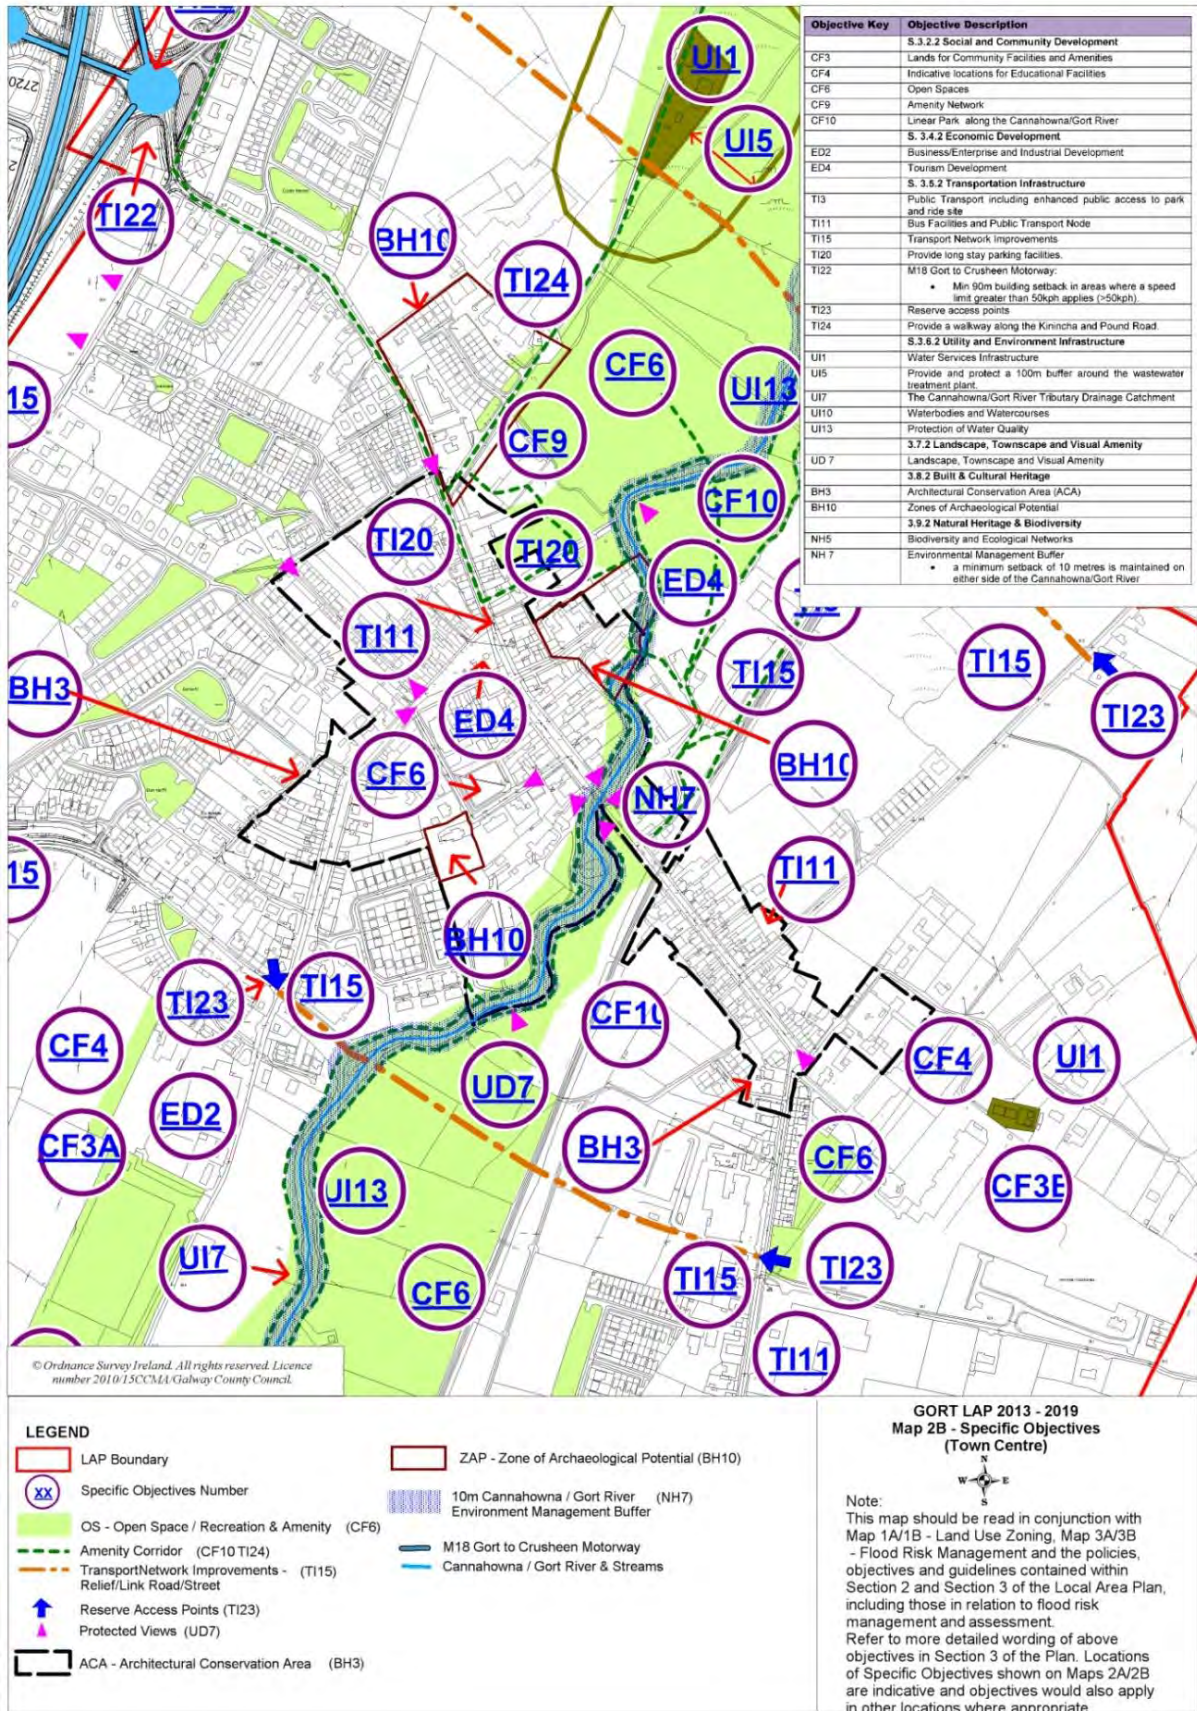 Objective Key Objective Description
S.3.2.2 Social and Community Development
CF3 Lands for Community Facilities and Amenities
CF4 Indicative locations for Educational Facilities
CF6 Open Spaces
CF9 Amenity Network
CF10 Linear Park along the Cannahowna/Gort River
S. 3.4.2 Economic Development
ED2 Business/Enterprise and Industrial Development
ED4 Tourism Development
S. 3.5.2 Transportation Infrastructure
TI3 Public Transport including enhanced public access to park
and ride site
TI11 Bus Facilities and Public Transport Node
TI15 Transport Network Improvements
TI20 Provide long stay parking facilities.
TI22 M18 Gort to Crusheen Motorway:
• Min 90m building setback in areas where a speed
limit greater than 50kph applies (>50kph).
TI23 Reserve access points
TI24 Provide a walkway along the Kinincha and Pound Road.
S.3.6.2 Utility and Environment Infrastructure
UI1 Water Services Infrastructure
UI5 Provide and protect a 100m buffer around the wastewater
treatment plant.
UI7 The Cannahowna/Gort River Tributary Drainage Catchment
UI10 Waterbodies and Watercourses
UI13 Protection of Water Quality
3.7.2 Landscape, Townscape and Visual Amenity
UD 7 Landscape, Townscape and Visual Amenity
3.8.2 Built & Cultural Heritage
BH3 Architectural Conservation Area (ACA)
BH10 Zones of Archaeological Potential
3.9.2 Natural Heritage & Biodiversity
NH5 Biodiversity and Ecological Networks
NH 7 Environmental Management Buffer
• a minimum setback of 10 metres is maintained on
either side of the Cannahowna/Gort River
UI1
UI5
TI22
BH10
TI24
CF6
UI13
15
CF9
CF10
TI20
TI20
ED4
TI11
TI15
TI15
BH3
ED4
TI23
CF6
BH10
NH7
15
TI11
BH10
TI23
TI15
CF10
CF4
CF4
UI1
UD7
ED2
CF3A
BH3
CF6
CF3B
UI13
UI7
CF6
TI15
TI23
TI11
© Ordnance Survey Ireland. All rights reserved. Licence
number 2010/15CCMA/Galway County Council.
LEGEND
LAP Boundary
XX Specific Objectives Number
OS - Open Space / Recreation & Amenity (CF6)
Amenity Corridor (CF10 TI24)
TransportNetwork Improvements - (TI15)
Relief/Link Road/Street
Reserve Access Points (TI23)
Protected Views (UD7)
ACA - Architectural Conservation Area (BH3)
ZAP - Zone of Archaeological Potential (BH10)
10m Cannahowna / Gort River (NH7)
Environment Management Buffer
M18 Gort to Crusheen Motorway
Cannahowna / Gort River & Streams
GORT LAP 2013 - 2019
Map 2B - Specific Objectives
(Town Centre)
N
W E
S
Note:
This map should be read in conjunction with
Map 1A/1B - Land Use Zoning, Map 3A/3B
- Flood Risk Management and the policies,
objectives and guidelines contained within
Section 2 and Section 3 of the Local Area Plan,
including those in relation to flood risk
management and assessment.
Refer to more detailed wording of above
objectives in Section 3 of the Plan. Locations
of Specific Objectives shown on Maps 2A/2B
are indicative and objectives would also apply
in other locations where appropriate